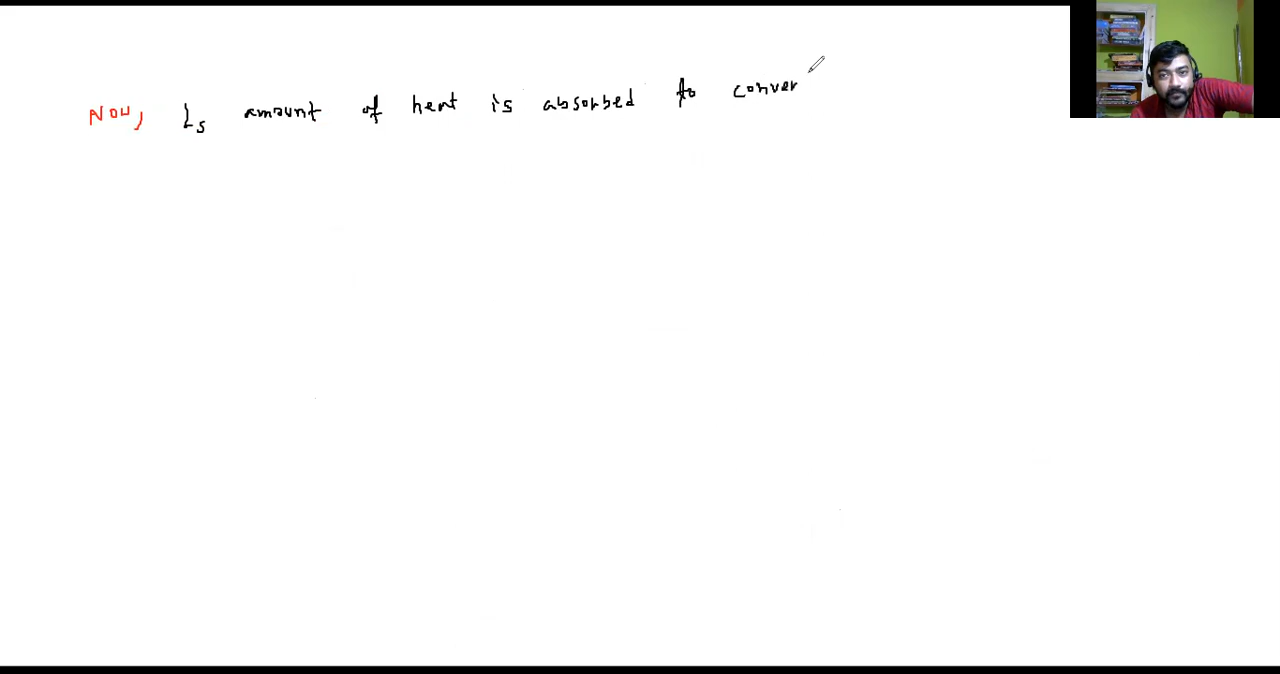 Now, Ls amount of heat is absorbed to conver